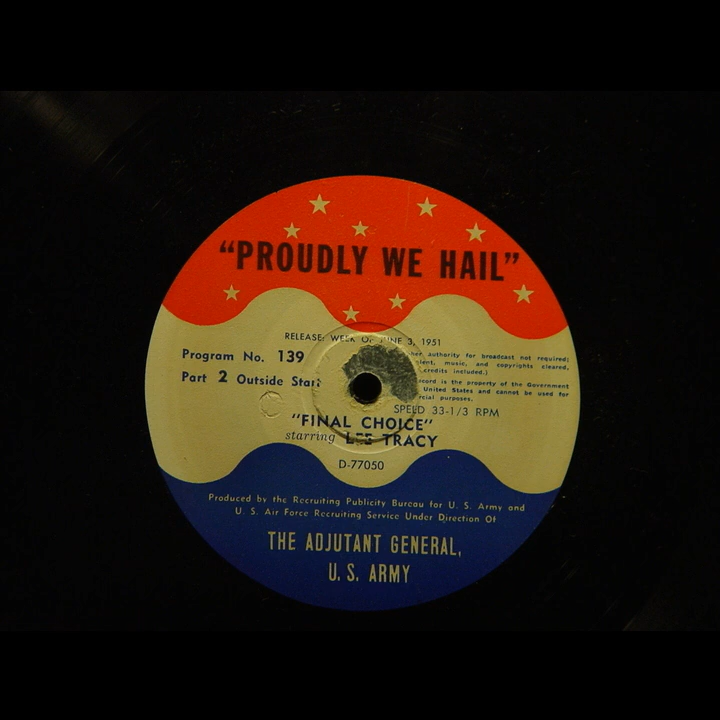 "PROUDLY WE HAIL"
RELEASE: WEEK OF JUNE 3, 1951
Program No. 139
Part 2 Outside Start
authority for broadcast not required;
music, and copyrights cleared,
credits included.)
is the property of the Government
United States and cannot be used for
purposes.
SPEED 33-1/3 RPM
"FINAL CHOICE"
starring LEE TRACY
D-77050
Produced by the Recruiting Publicity Bureau for U. S. Army and
U. S. Air Force Recruiting Service Under Direction Of
THE ADJUTANT GENERAL,
U. S. ARMY